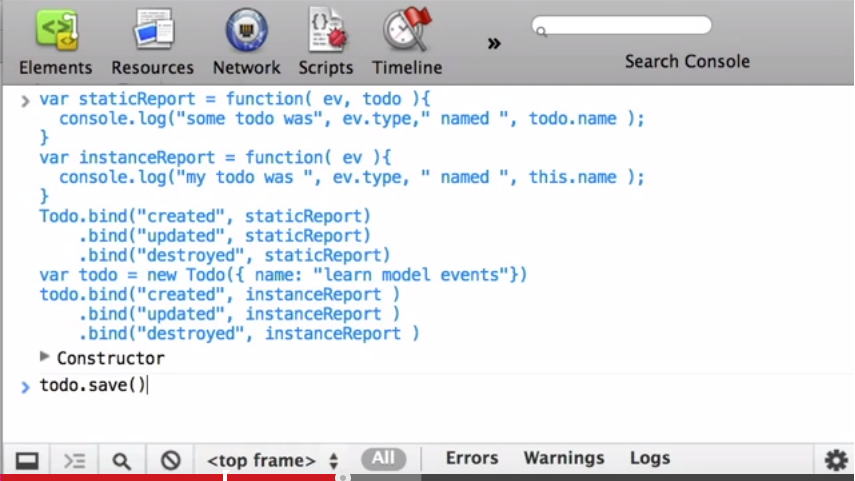 Elements Resources Network Scripts Timeline » Search Console
> var staticReport = function( ev, todo ){
console.log("some todo was", ev.type," named ", todo.name );
}
var instanceReport = function( ev ){
console.log("my todo was ", ev.type, " named ", this.name );
}
Todo.bind("created", staticReport)
.bind("updated", staticReport)
.bind("destroyed", staticReport)
var todo = new Todo({ name: "learn model events"})
todo.bind("created", instanceReport )
.bind("updated", instanceReport )
.bind("destroyed", instanceReport )
Constructor
> todo.save()
<top frame> All Errors Warnings Logs